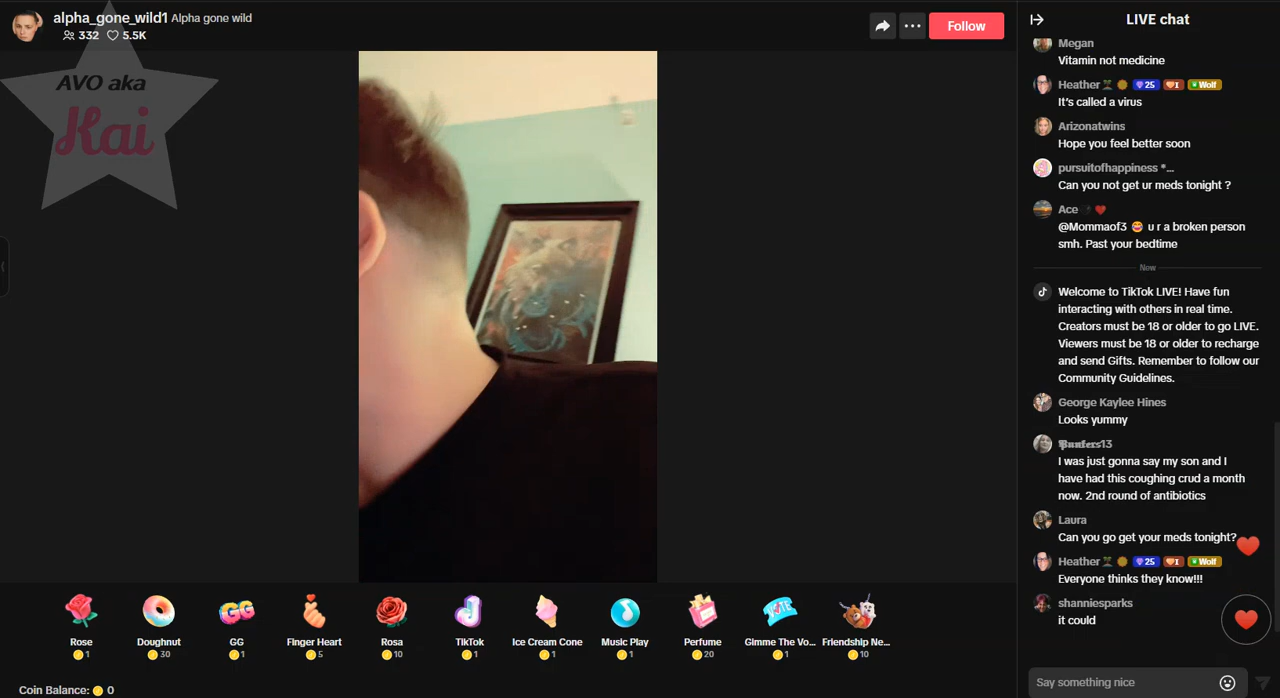 alpha_gone_wild1 Alpha gone wild
332 5.5K
Follow
AVO aka
Kai
LIVE chat
Megan
Vitamin not medicine
Heather 25 I Wolf
It's called a virus
Arizonatwins
Hope you feel better soon
pursuitofhappiness *...
Can you not get ur meds tonight ?
Ace
@Mommaof3 😂 u r a broken person
smh. Past your bedtime
New
Welcome to TikTok LIVE! Have fun
interacting with others in real time.
Creators must be 18 or older to go LIVE.
Viewers must be 18 or older to recharge
and send Gifts. Remember to follow our
Community Guidelines.
George Kaylee Hines
Looks yummy
I was just gonna say my son and I
have had this coughing crud a month
now. 2nd round of antibiotics
Laura
Can you go get your meds tonight?
Heather 25 I Wolf
Everyone thinks they know!!!
shanniesparks
it could
Say something nice
GG
VOTE
Rose Doughnut GG Finger Heart Rosa TikTok Ice Cream Cone Music Play Perfume Gimme The Vo... Friendship Ne...
1 30 1 5 10 1 1 1 20 1 10
Coin Balance: 0